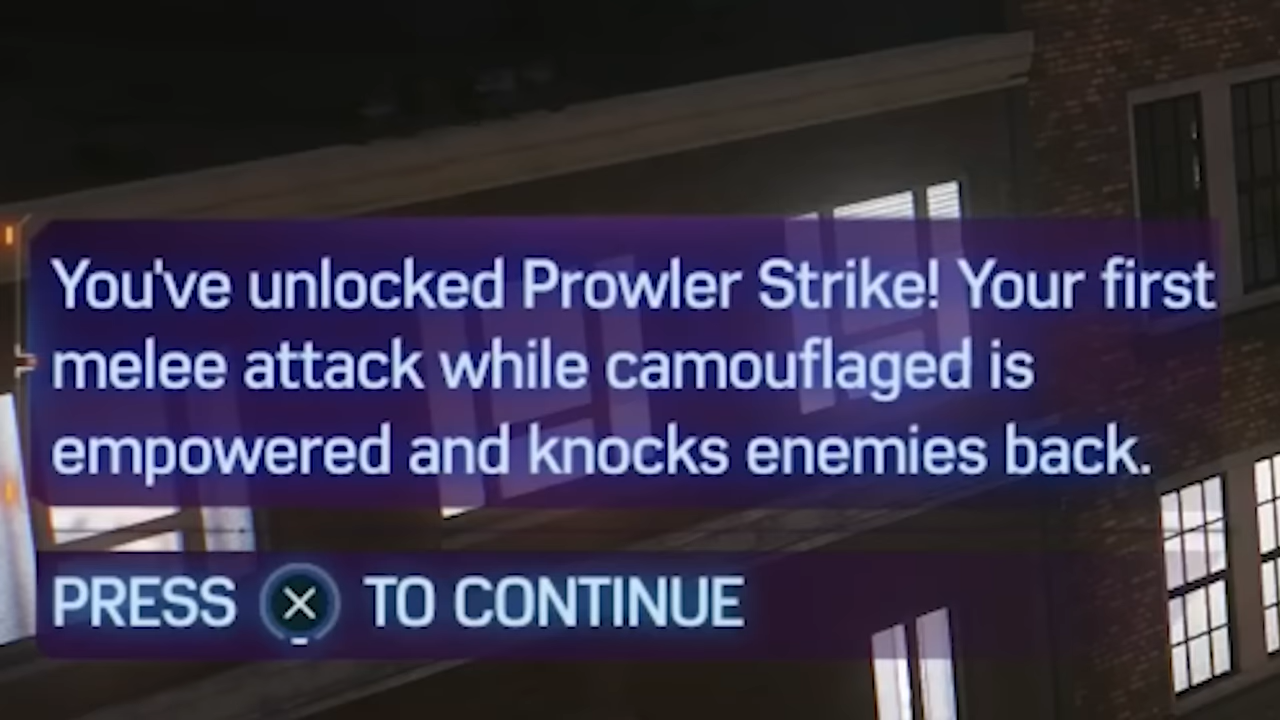 You've unlocked Prowler Strike! Your first
melee attack while camouflaged is
empowered and knocks enemies back.
PRESS TO CONTINUE